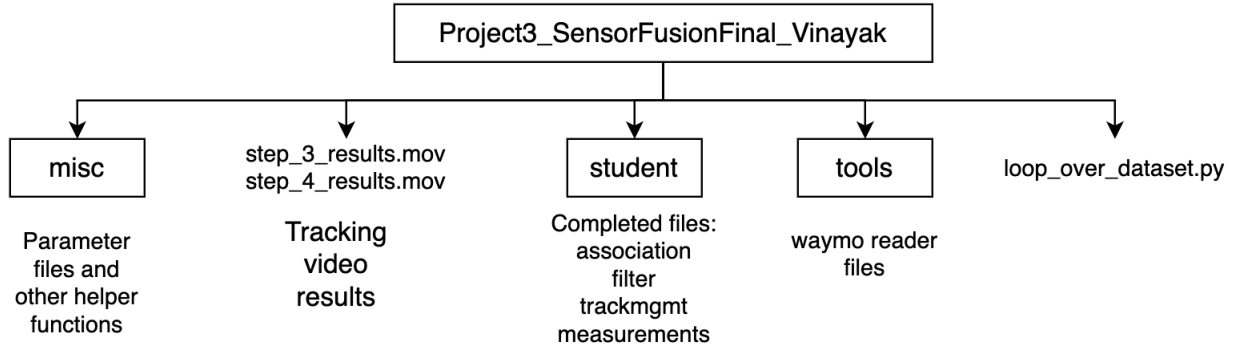 Project3_SensorFusionFinal_Vinayak
misc
step_3_results.mov
step_4_results.mov
student
tools
loop_over_dataset.py
Parameter
files and
other helper
functions
Tracking
video
results
Completed files:
association
filter
trackmgmt
measurements
waymo reader
files